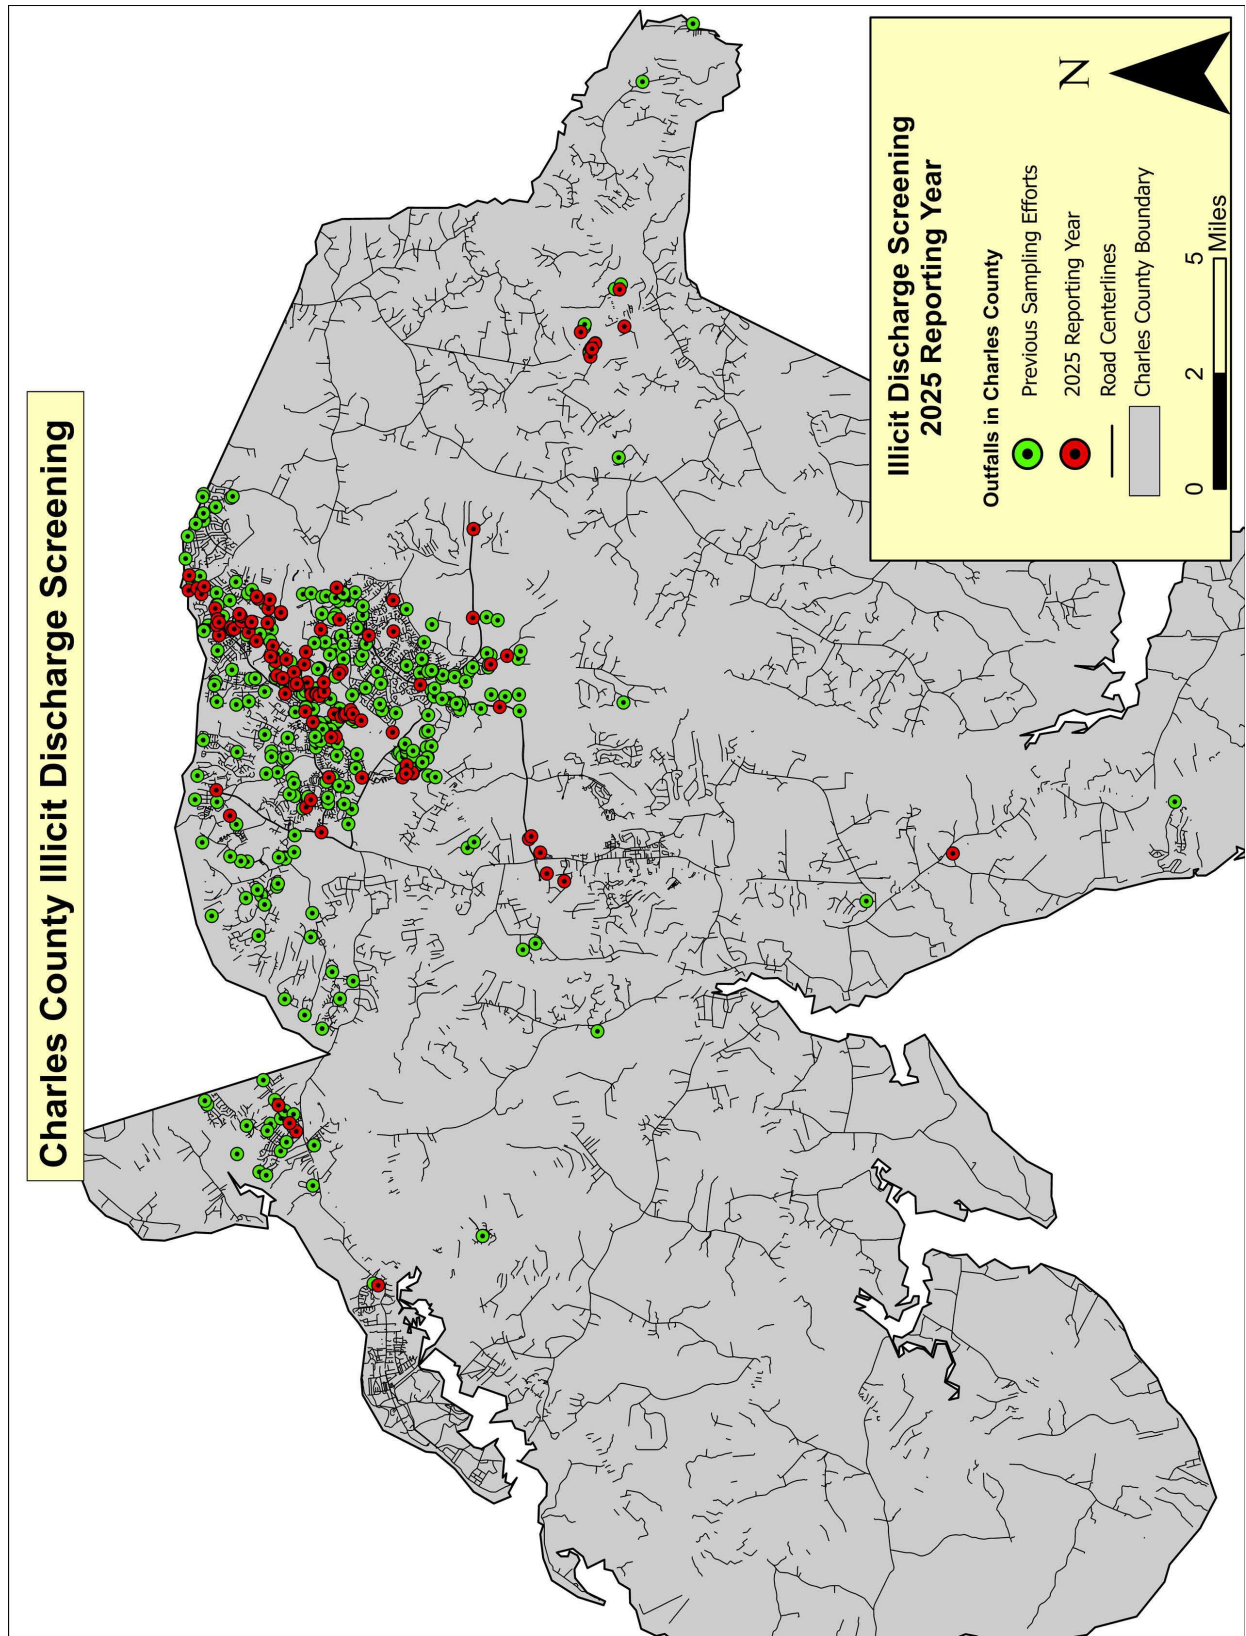 Charles County Illicit Discharge Screening
Illicit Discharge Screening
2025 Reporting Year
Outfalls in Charles County
Previous Sampling Efforts
2025 Reporting Year
Road Centerlines
Charles County Boundary
0 2 5
Miles
N